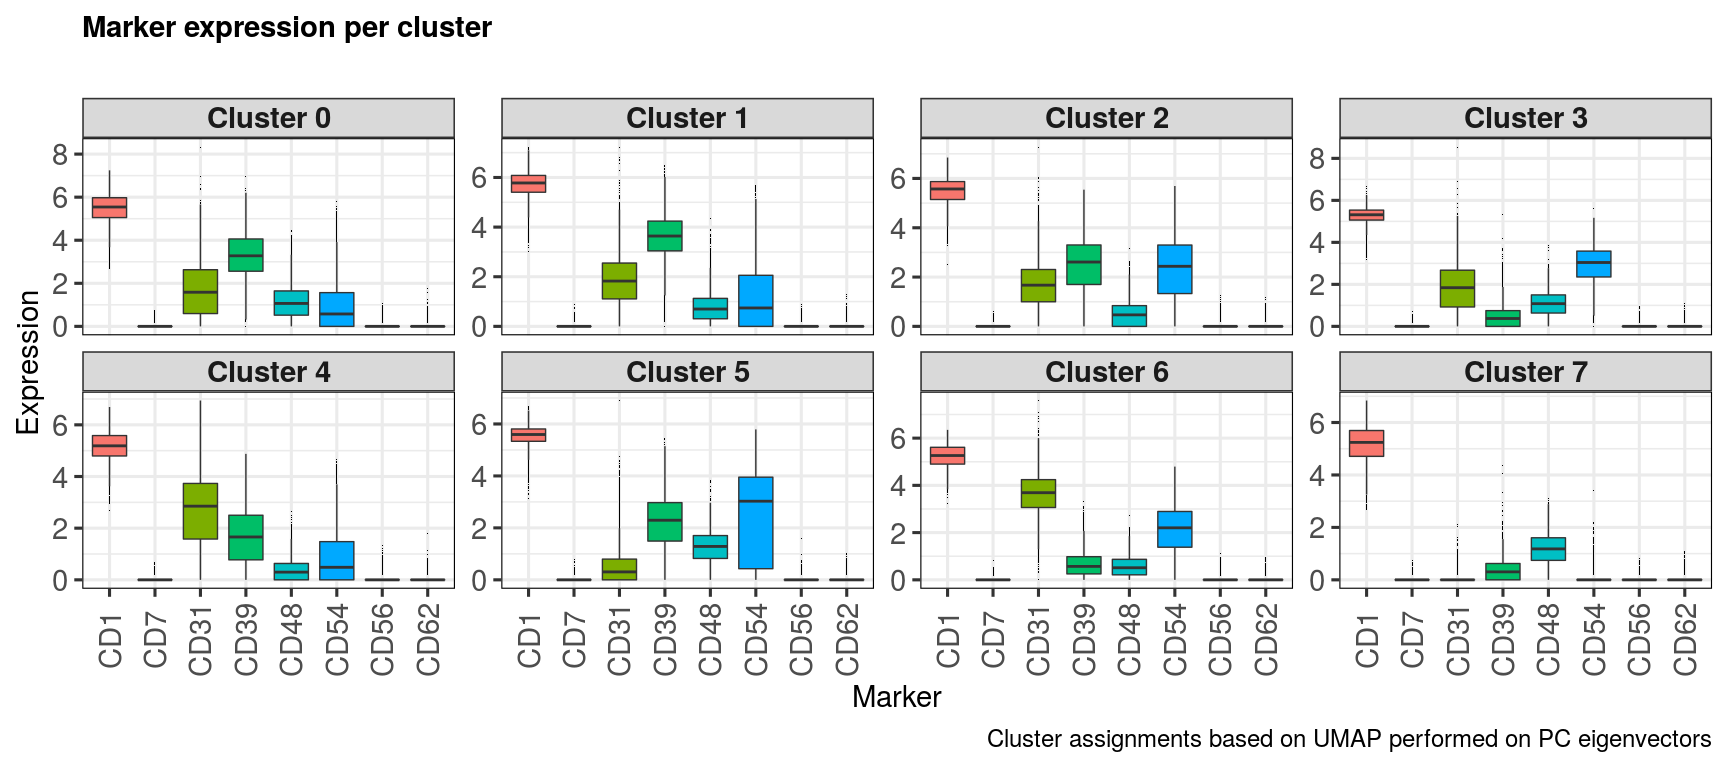 Marker expression per cluster
Cluster 0 Cluster 1 Cluster 2 Cluster 3
8 6 4 2 0
6 4 2 0
6 4 2 0
8 6 4 2 0
Expression
Cluster 4 Cluster 5 Cluster 6 Cluster 7
6 4 2 0
6 4 2 0
6 4 2 0
6 4 2 0
CD1 CD7 CD31 CD39 CD48 CD54 CD56 CD62
CD1 CD7 CD31 CD39 CD48 CD54 CD56 CD62
CD1 CD7 CD31 CD39 CD48 CD54 CD56 CD62
CD1 CD7 CD31 CD39 CD48 CD54 CD56 CD62
Marker
Cluster assignments based on UMAP performed on PC eigenvectors